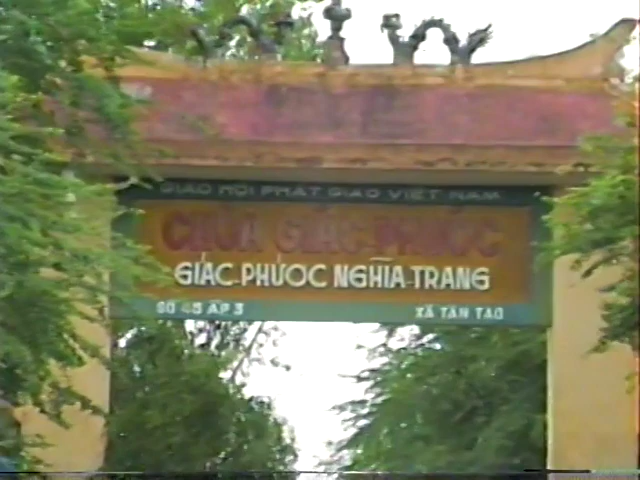 GIÁO HỘI PHẬT GIÁO VIỆT NAM
CHÙA GIÁC-PHƯỚC
GIÁC-PHƯỚC NGHĨA-TRANG
SỐ 45 ẤP 3 XÃ TÂN TẠO